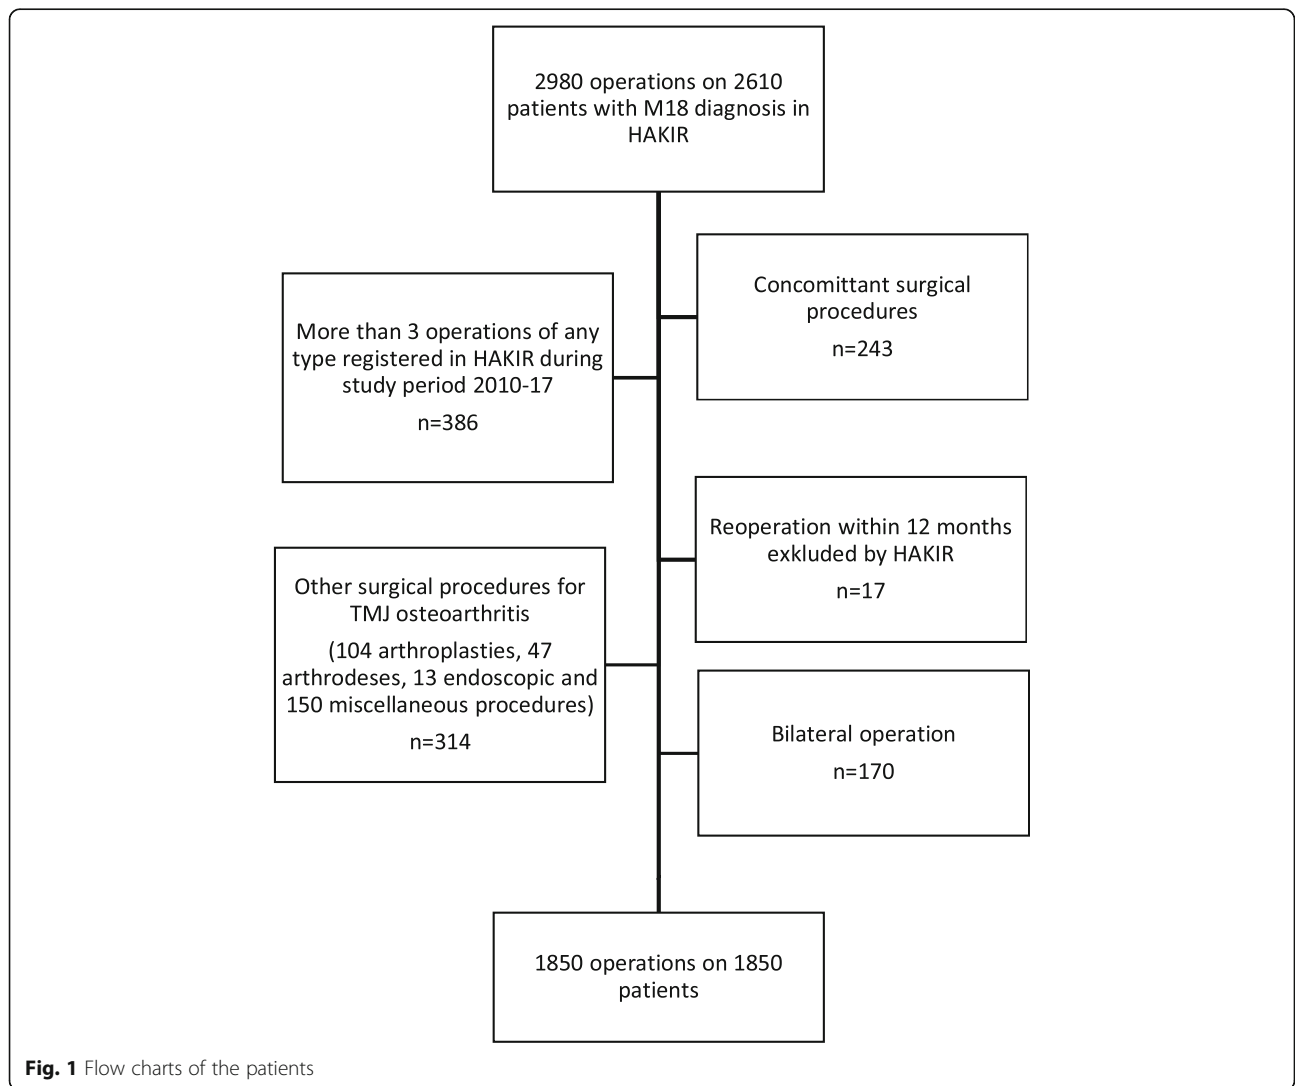 2980 operations on 2610
patients with M18 diagnosis in
HAKIR
Concomittant surgical
procedures
n=243
More than 3 operations of any
type registered in HAKIR during
study period 2010-17
n=386
Reoperation within 12 months
exkluded by HAKIR
n=17
Other surgical procedures for
TMJ osteoarthritis
(104 arthroplasties, 47
arthrodeses, 13 endoscopic and
150 miscellaneous procedures)
n=314
Bilateral operation
n=170
1850 operations on 1850
patients
Fig. 1 Flow charts of the patients